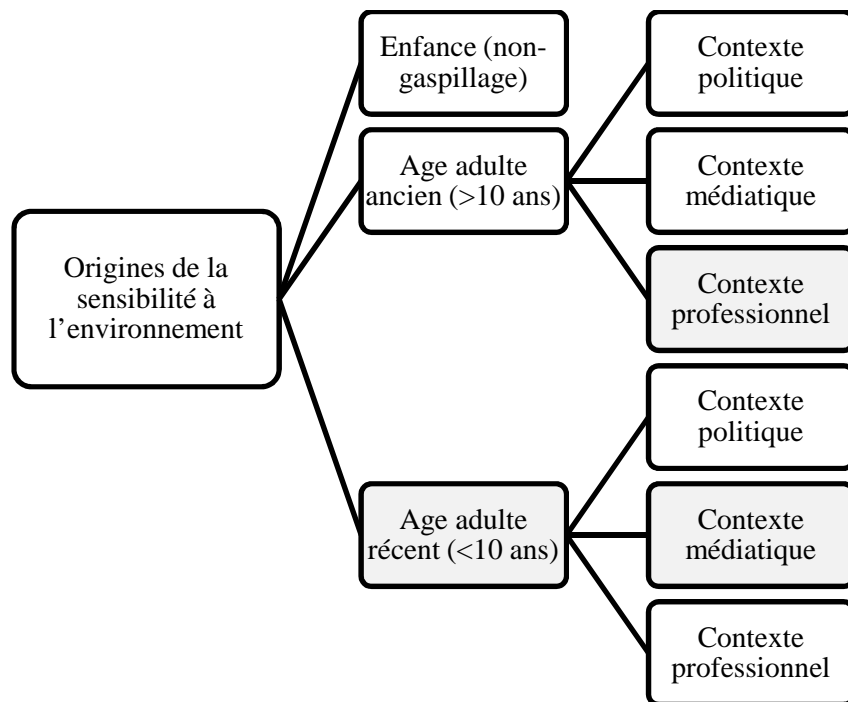 Origines de la
sensibilité à
l’environnement
Enfance (non-
gaspillage)
Age adulte
ancien (>10 ans)
Contexte
politique
Contexte
médiatique
Contexte
professionnel
Age adulte
récent (<10 ans)
Contexte
politique
Contexte
médiatique
Contexte
professionnel